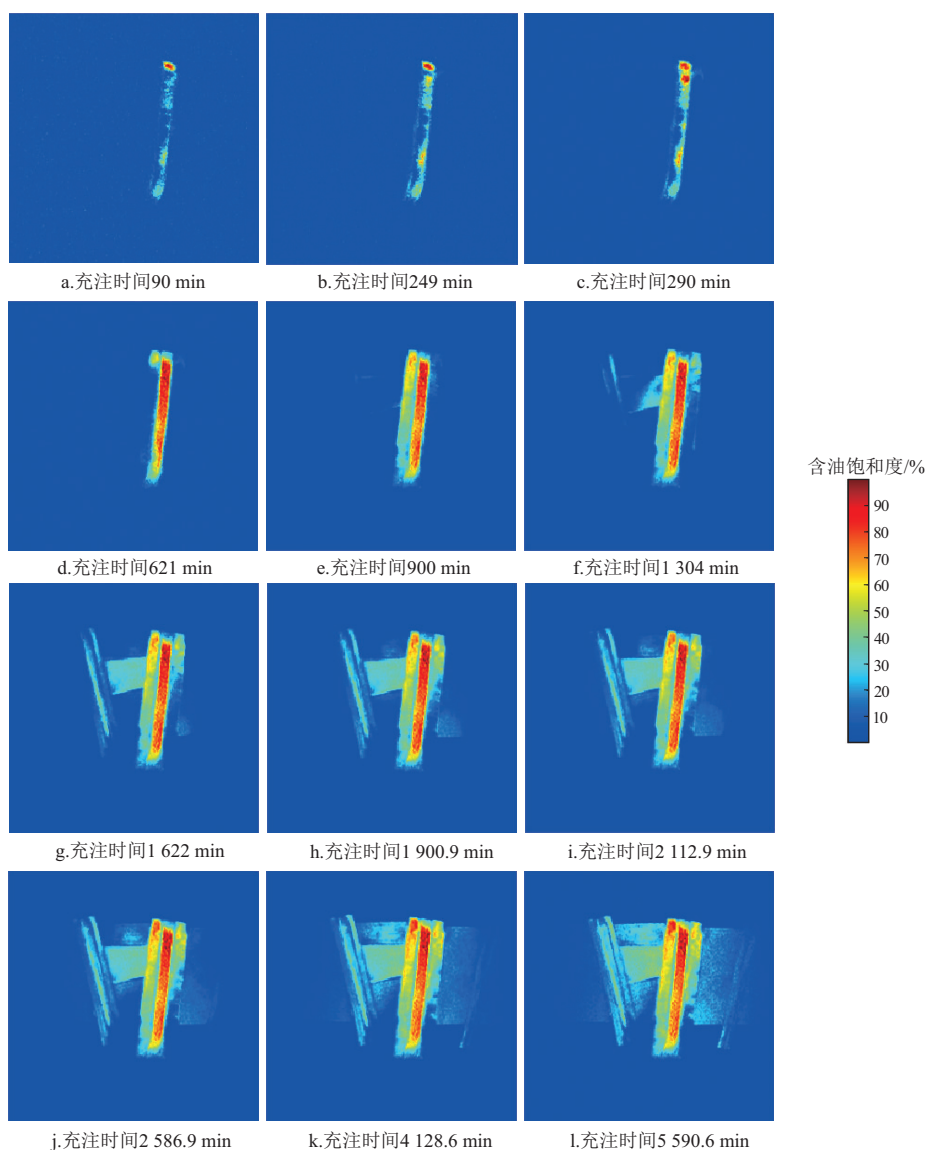 a.充注时间90 min
b.充注时间249 min
c.充注时间290 min
d.充注时间621 min
e.充注时间900 min
f.充注时间1 304 min
含油饱和度/%
90
80
70
60
50
40
30
20
10
g.充注时间1 622 min
h.充注时间1 900.9 min
i.充注时间2 112.9 min
j.充注时间2 586.9 min
k.充注时间4 128.6 min
l.充注时间5 590.6 min